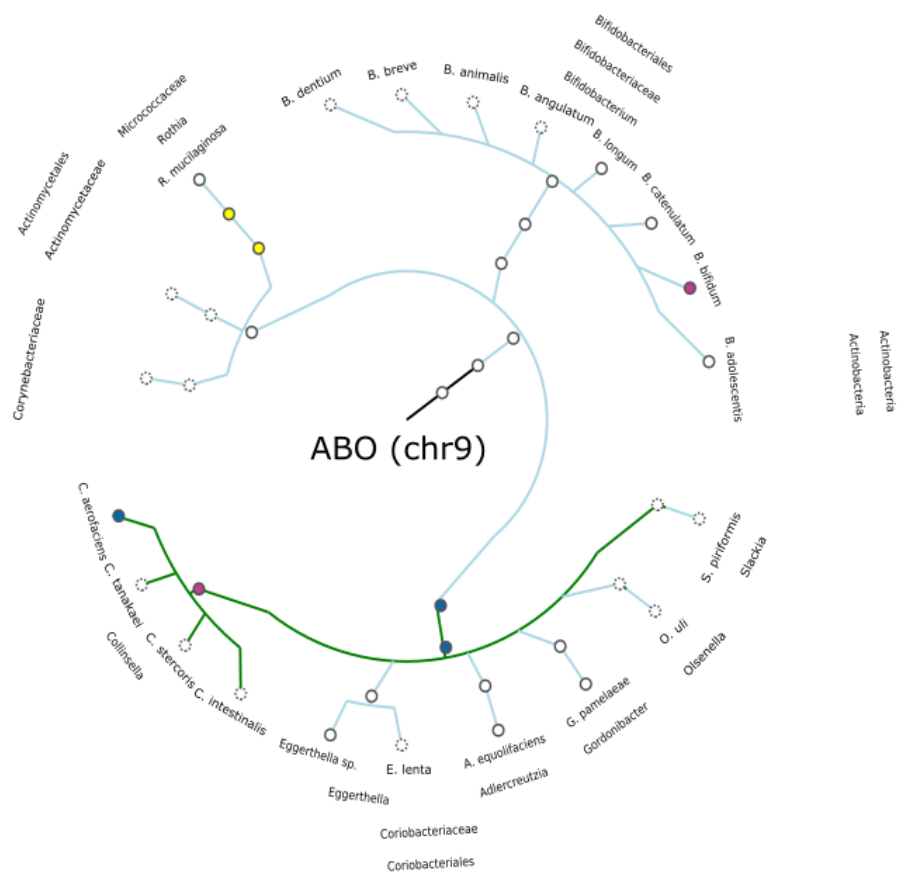 Bifidobacteriales
Bifidobacteriaceae
Bifidobacterium
B. dentium
B. breve
B. animalis
B. angulatum
B. longum
B. catenulatum
B. bifidum
B. adolescentis
Micrococcaceae
Rothia
R. mucilaginosa
Actinomycetales
Actinomycetaceae
Corynebacteriaceae
Actinobacteria
Actinobacteria
ABO (chr9)
C. aerofaciens
C. tanakaei
C. stercoris
C. intestinalis
Collinsella
Eggerthella sp.
E. lenta
Eggerthella
A. equolifaciens
Adlercreutzia
G. pamelaeae
Gordonibacter
O. uli
Olsenella
S. piriformis
Slackia
Coriobacteriaceae
Coriobacteriales